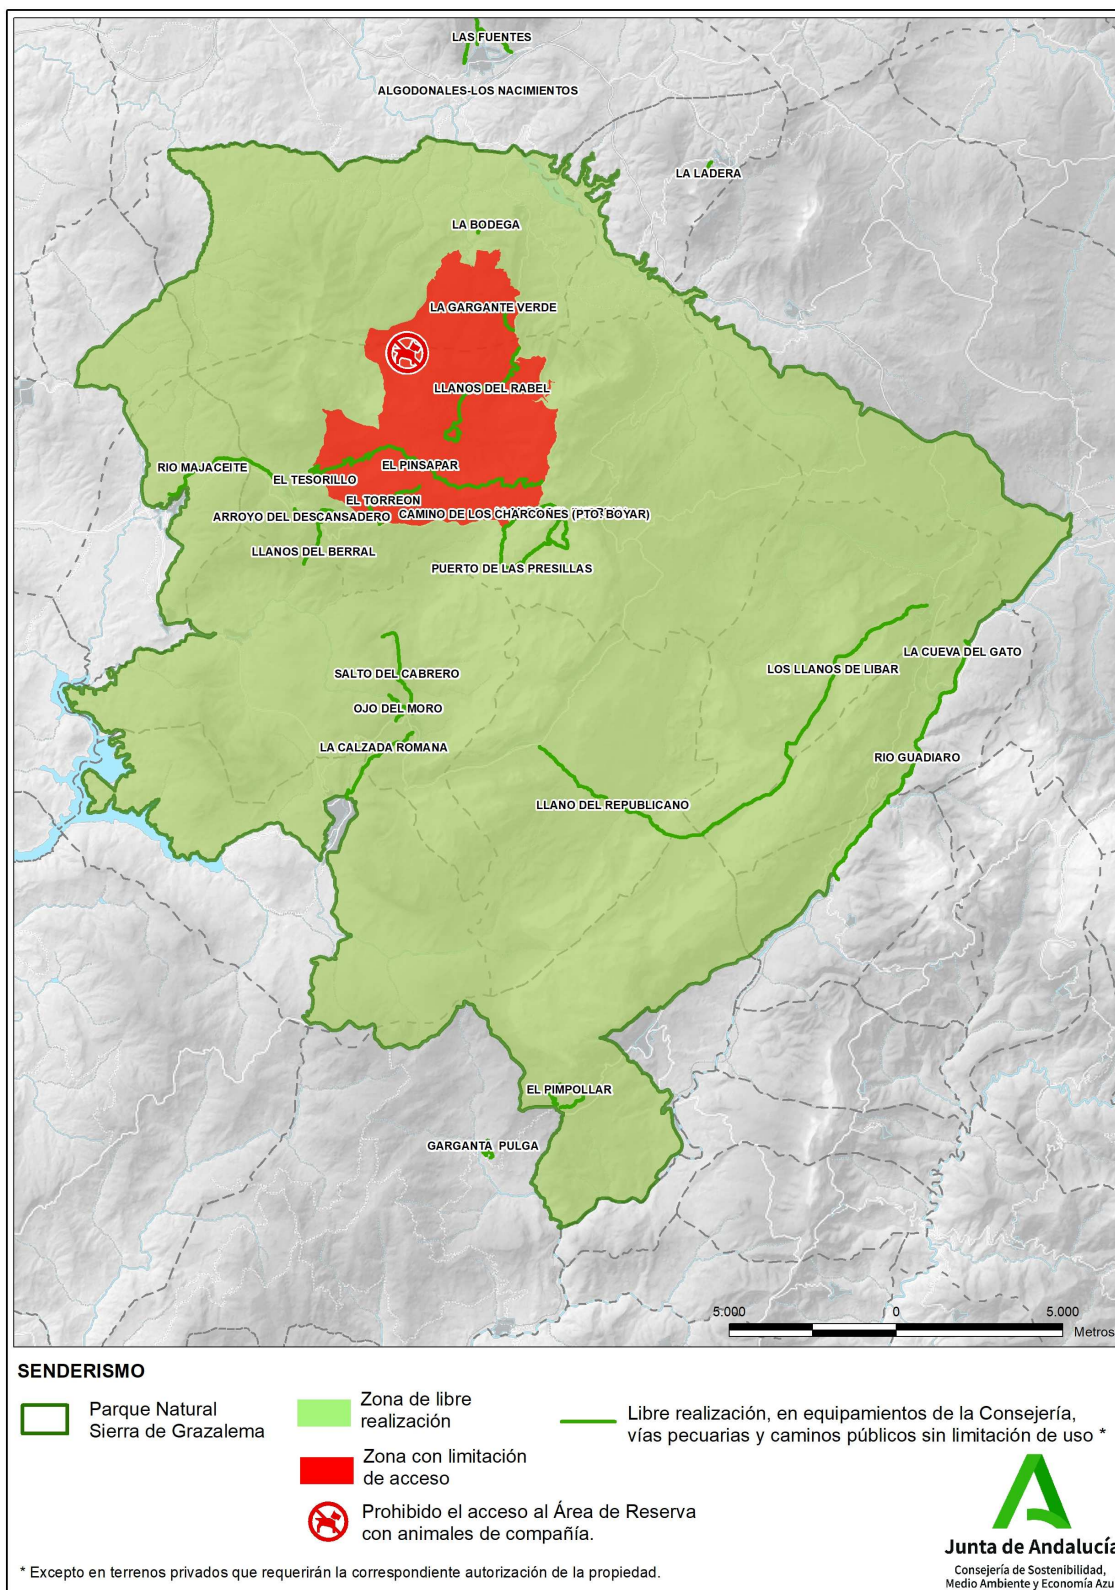 LAS FUENTES
ALGODONALES-LOS NACIMIENTOS
LA LADERA
LA BODEGA
LA GARGANTE VERDE
LLANOS DEL RABEL
RIO MAJACEITE
EL PINSAPAR
EL TESORILLO
EL TORREON
ARROYO DEL DESCANSADERO
CAMINO DE LOS CHARCONES (PTO. BOYAR)
LLANOS DEL BERRAL
PUERTO DE LAS PRESILLAS
LA CUEVA DEL GATO
LOS LLANOS DE LIBAR
SALTO DEL CABRERO
OJO DEL MORO
LA CALZADA ROMANA
RIO GUADIARO
LLANO DEL REPUBLICANO
EL PIMPOLLAR
GARGANTA PULGA
5.000 0 5.000
Metros
SENDERISMO
Parque Natural
Sierra de Grazalema
Zona de libre
realización
Zona con limitación
de acceso
Prohibido el acceso al Área de Reserva
con animales de compañía.
Libre realización, en equipamientos de la Consejería,
vías pecuarias y caminos públicos sin limitación de uso *
Junta de Andalucía
Consejería de Sostenibilidad,
Medio Ambiente y Economía Azul
* Excepto en terrenos privados que requerirán la correspondiente autorización de la propiedad.